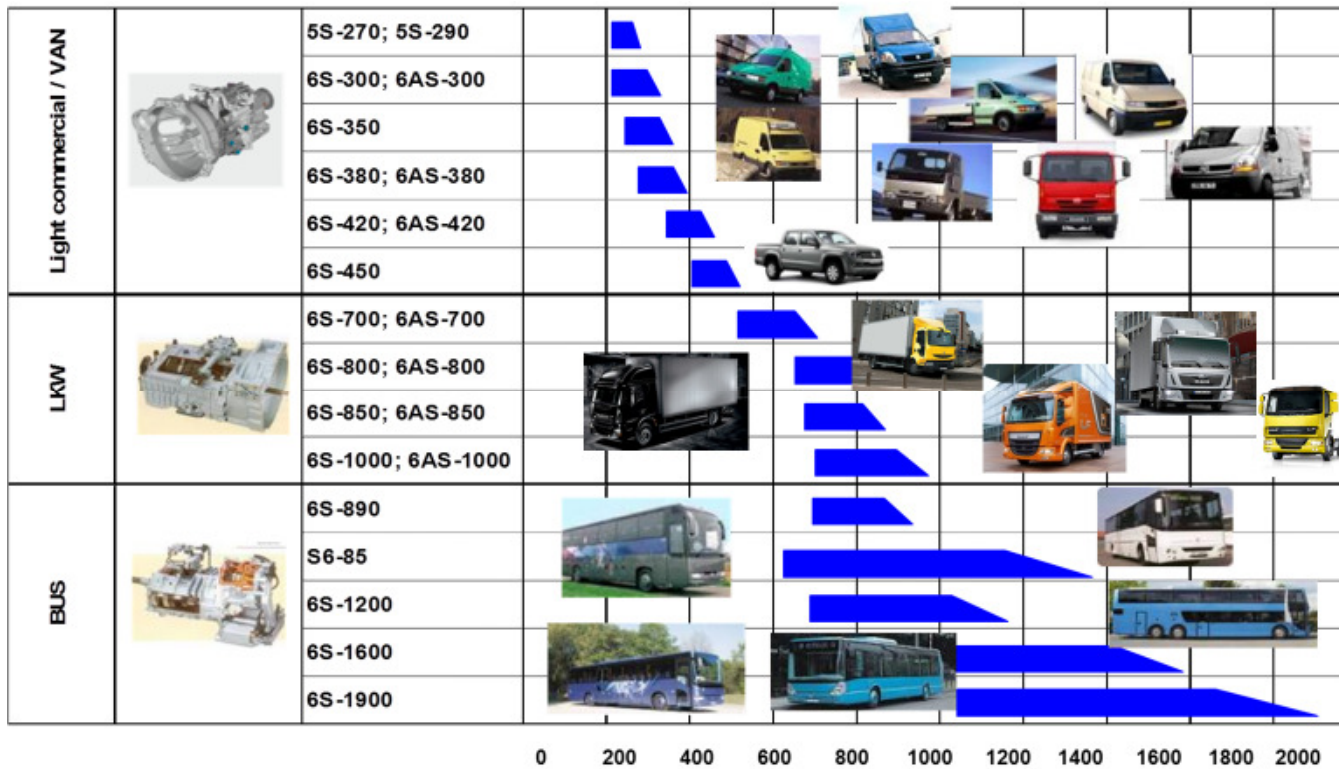 Light commercial / VAN
5S-270; 5S-290
6S-300; 6AS-300
6S-350
6S-380; 6AS-380
6S-420; 6AS-420
6S-450
LKW
6S-700; 6AS-700
6S-800; 6AS-800
6S-850; 6AS-850
6S-1000; 6AS-1000
BUS
6S-890
S6-85
6S-1200
6S-1600
6S-1900
0 200 400 600 800 1000 1200 1400 1600 1800 2000